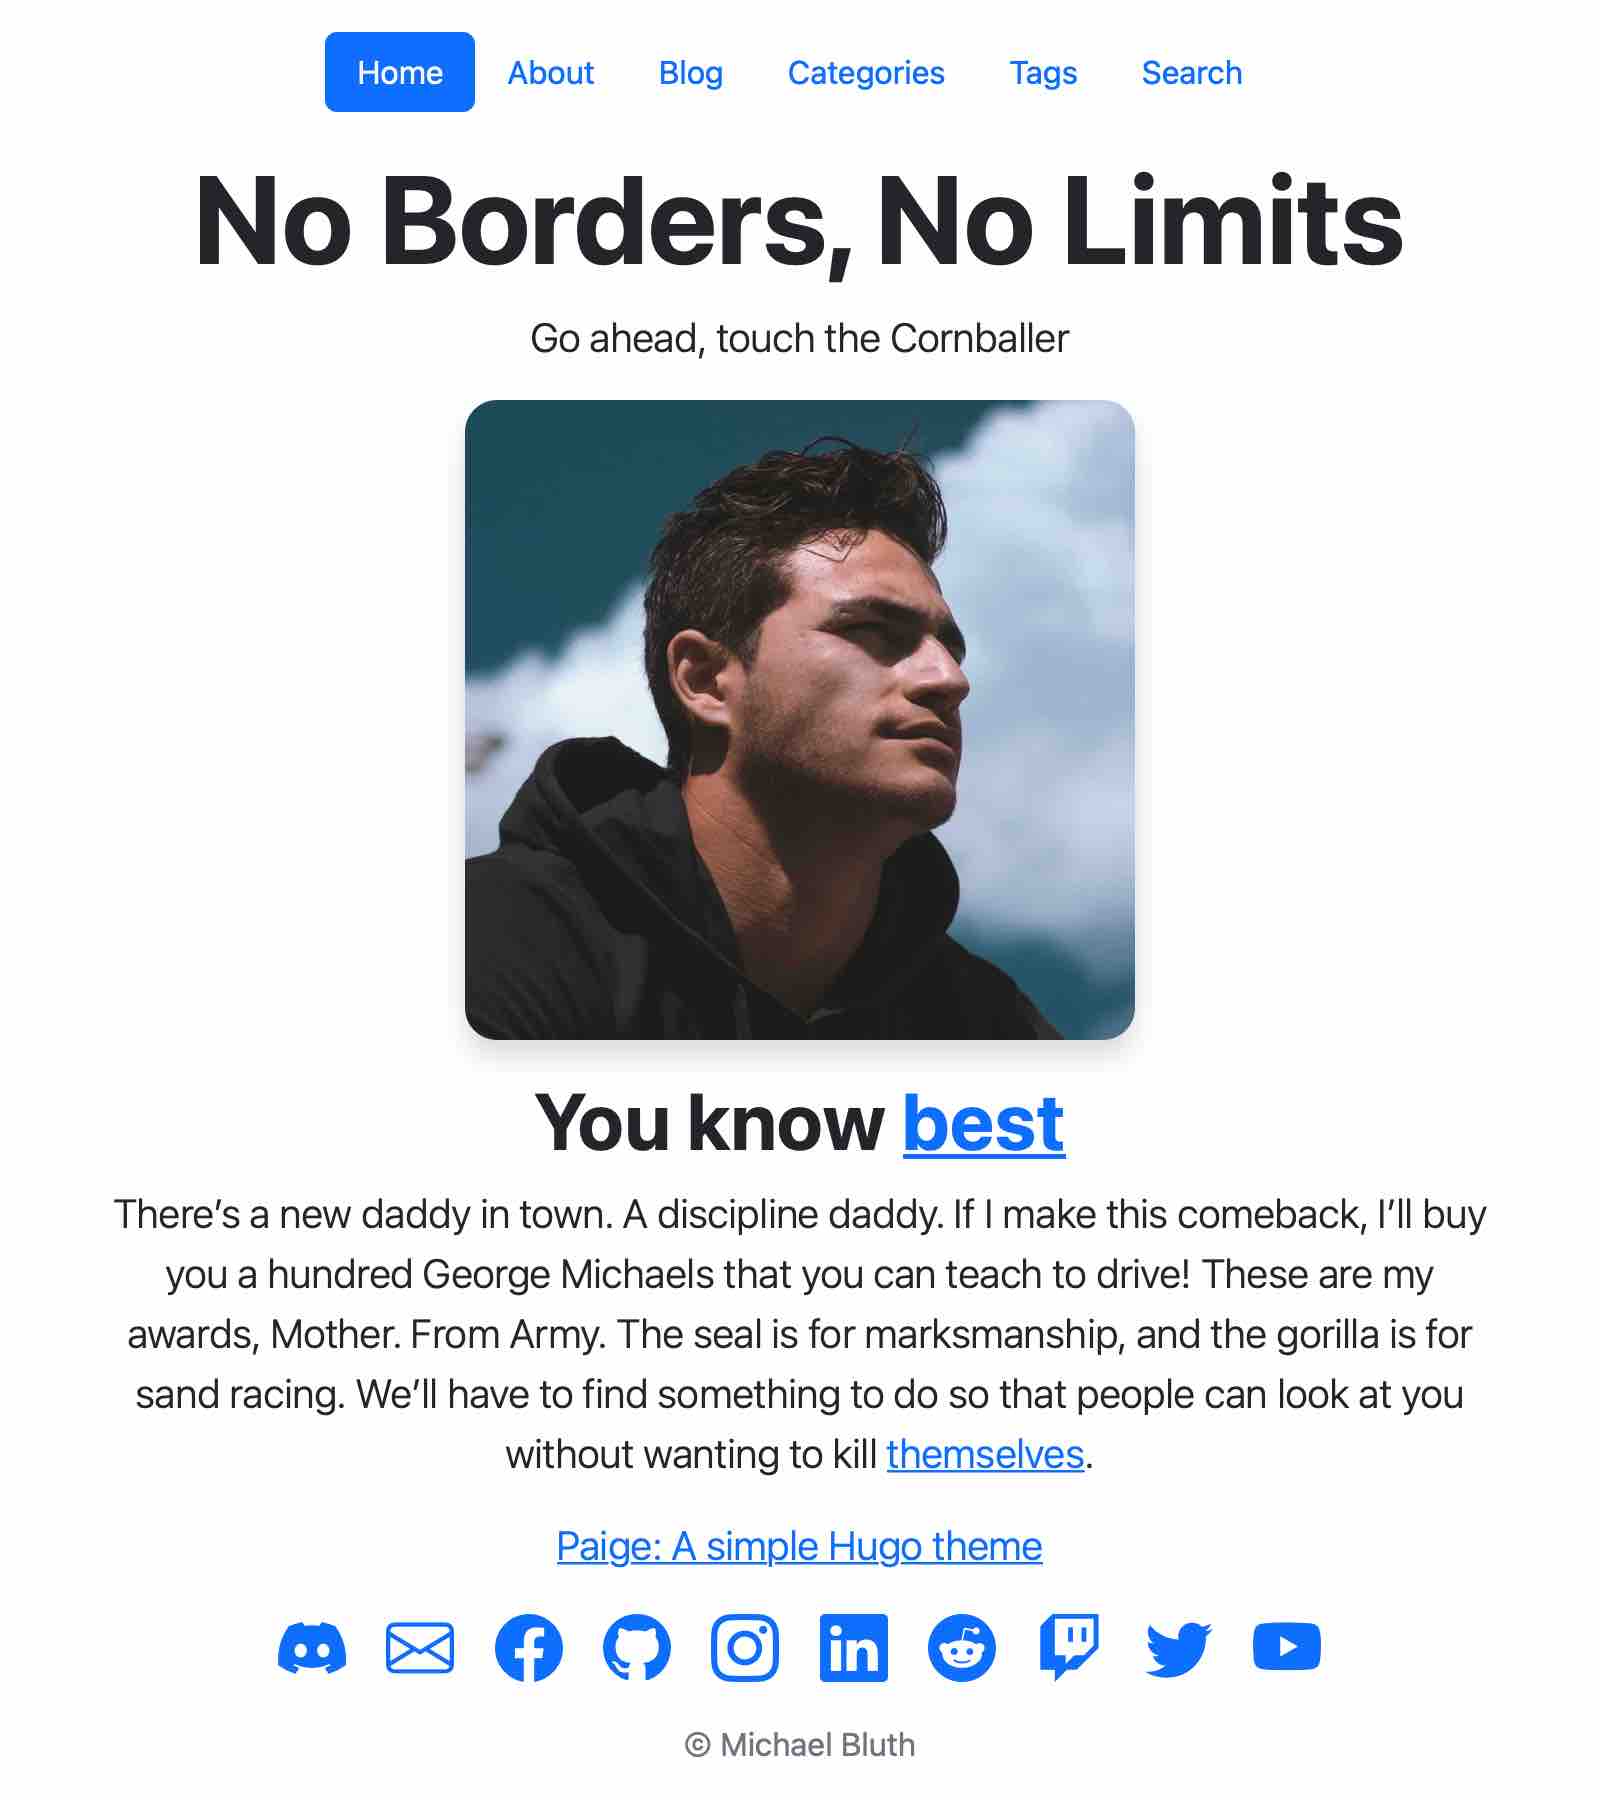 Home About Blog Categories Tags Search
No Borders, No Limits
Go ahead, touch the Cornballer
You know best
There’s a new daddy in town. A discipline daddy. If I make this comeback, I’ll buy
you a hundred George Michaels that you can teach to drive! These are my
awards, Mother. From Army. The seal is for marksmanship, and the gorilla is for
sand racing. We’ll have to find something to do so that people can look at you
without wanting to kill themselves.
Paige: A simple Hugo theme
© Michael Bluth